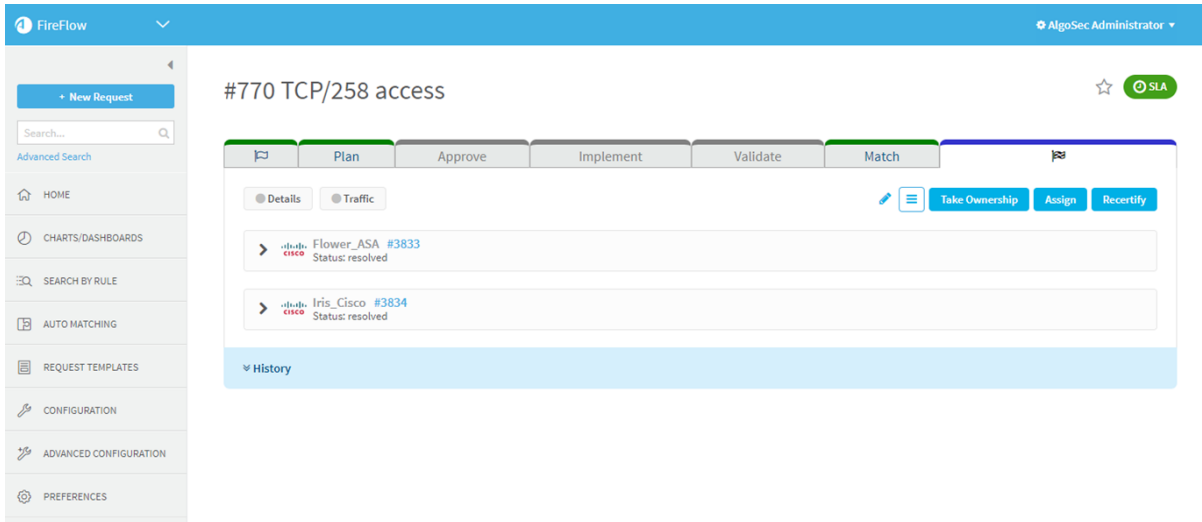 FireFlow
AlgoSec Administrator
+ New Request
Search...
Advanced Search
HOME
CHARTS/DASHBOARDS
SEARCH BY RULE
AUTO MATCHING
REQUEST TEMPLATES
CONFIGURATION
ADVANCED CONFIGURATION
PREFERENCES
#770 TCP/258 access
SLA
Plan Approve Implement Validate Match
Details Traffic Take Ownership Assign Recertify
cisco Flower_ASA #3833
Status: resolved
cisco Iris_Cisco #3834
Status: resolved
History